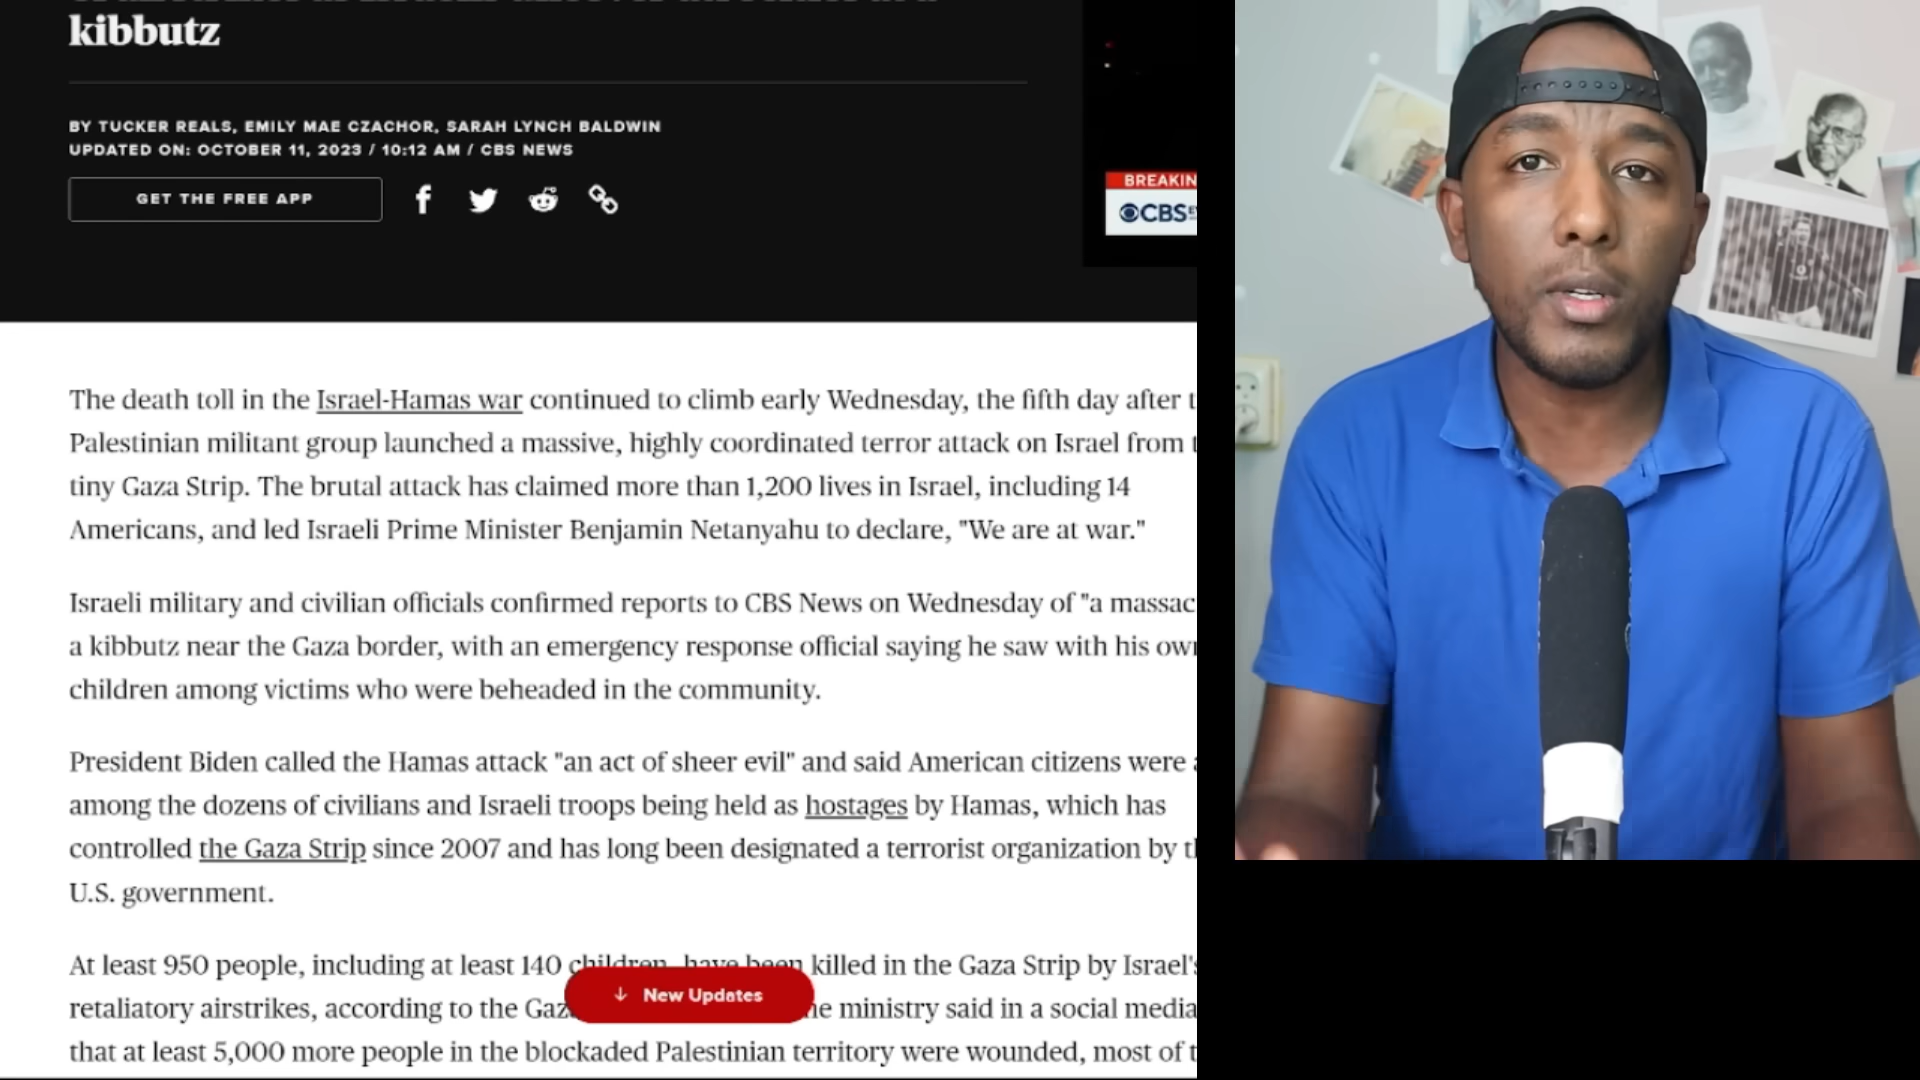 kibbutz
BY TUCKER REALS, EMILY MAE CZACHOR, SARAH LYNCH BALDWIN
UPDATED ON: OCTOBER 11, 2023 / 10:12 AM / CBS NEWS
GET THE FREE APP
BREAKIN
CBS
The death toll in the Israel-Hamas war continued to climb early Wednesday, the fifth day after t
Palestinian militant group launched a massive, highly coordinated terror attack on Israel from t
tiny Gaza Strip. The brutal attack has claimed more than 1,200 lives in Israel, including 14
Americans, and led Israeli Prime Minister Benjamin Netanyahu to declare, "We are at war."
Israeli military and civilian officials confirmed reports to CBS News on Wednesday of "a massac
a kibbutz near the Gaza border, with an emergency response official saying he saw with his own
children among victims who were beheaded in the community.
President Biden called the Hamas attack "an act of sheer evil" and said American citizens were a
among the dozens of civilians and Israeli troops being held as hostages by Hamas, which has
controlled the Gaza Strip since 2007 and has long been designated a terrorist organization by th
U.S. government.
At least 950 people, including at least 140 children, have been killed in the Gaza Strip by Israel's
retaliatory airstrikes, according to the Gaz
New Updates
he ministry said in a social media
that at least 5,000 more people in the blockaded Palestinian territory were wounded, most of t